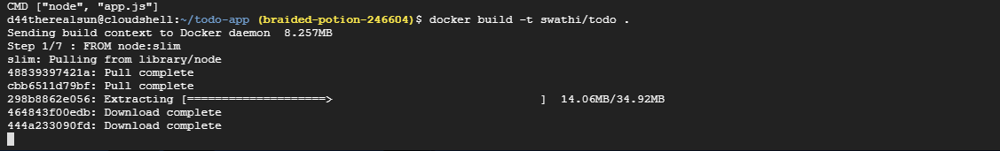 CMD ["node", "app.js"]
d44therealsun@cloudshell:~/todo-app (braided-potion-246604)$ docker build -t swathi/todo .
Sending build context to Docker daemon  8.257MB
Step 1/7 : FROM node:slim
slim: Pulling from library/node
48839397421a: Pull complete
cbb6511d79bf: Pull complete
298b8862e056: Extracting [====================>                              ]  14.06MB/34.92MB
464843f00edb: Download complete
444a233090fd: Download complete